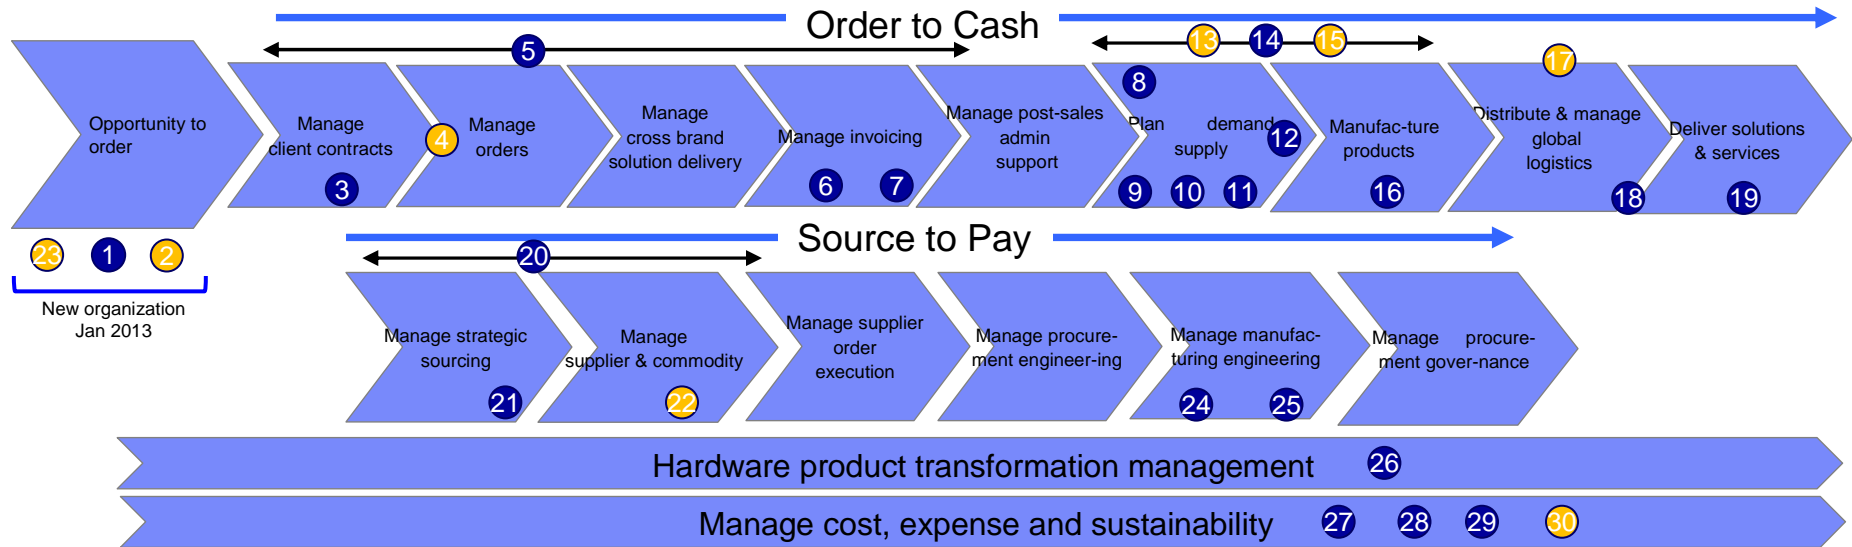 Order to Cash
5
13 14 15
17
Opportunity to
order
Manage
client contracts
3
4
Manage
orders
Manage
cross brand
solution delivery
Manage invoicing
6 7
Manage post-sales
admin
support
8
Plan demand
supply
12
9 10 11
Manufac-ture
products
16
Distribute & manage
global
logistics
18
Deliver solutions
& services
19
23 1 2
New organization
Jan 2013
Source to Pay
20
Manage strategic
sourcing
21
Manage
supplier & commodity
22
Manage supplier
order
execution
Manage procure-
ment engineer-ing
Manage manufac-
turing engineering
24 25
Manage procure-
ment gover-nance
Hardware product transformation management 26
Manage cost, expense and sustainability 27 28 29 30